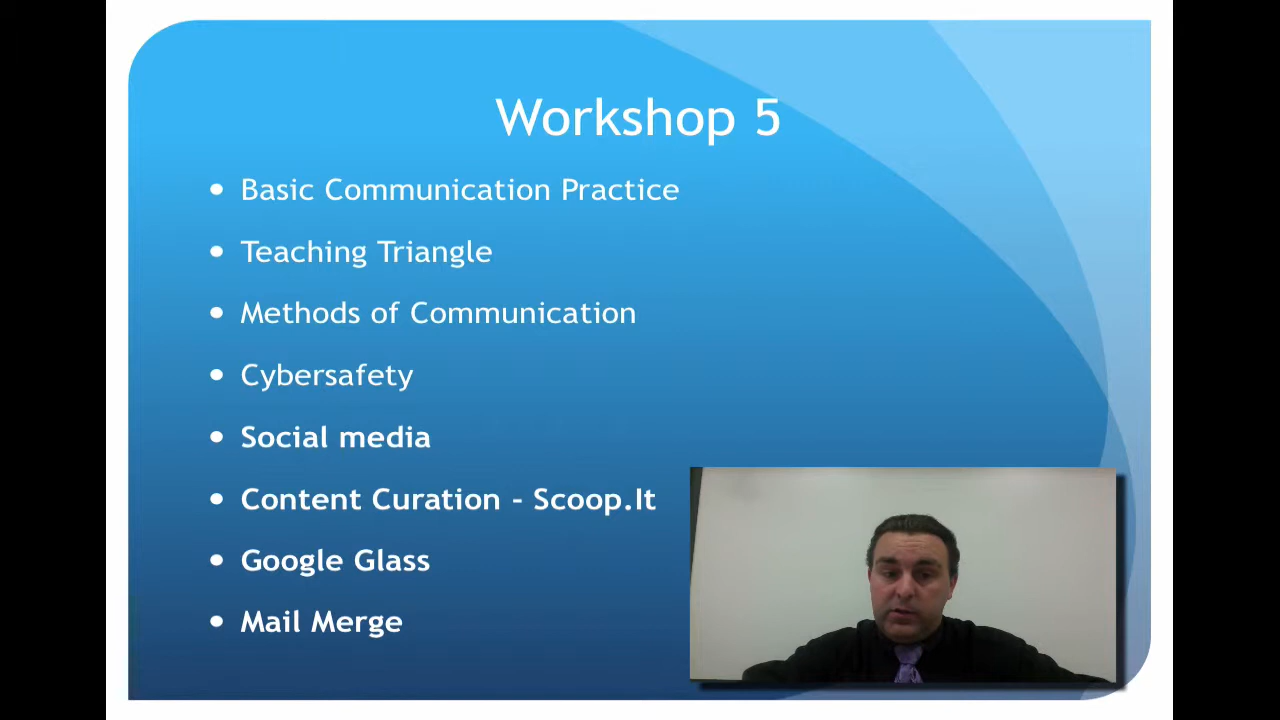 Workshop 5
Basic Communication Practice
Teaching Triangle
Methods of Communication
Cybersafety
Social media
Content Curation – Scoop.It
Google Glass
Mail Merge